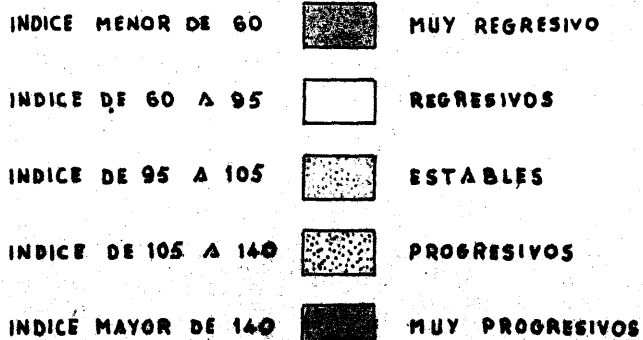 INDICE MENOR DE 60 MUY REGRESIVO
INDICE DE 60 A 95 REGRESIVOS
INDICE DE 95 A 105 ESTABLES
INDICE DE 105 A 140 PROGRESIVOS
INDICE MAYOR DE 140 MUY PROGRESIVOS